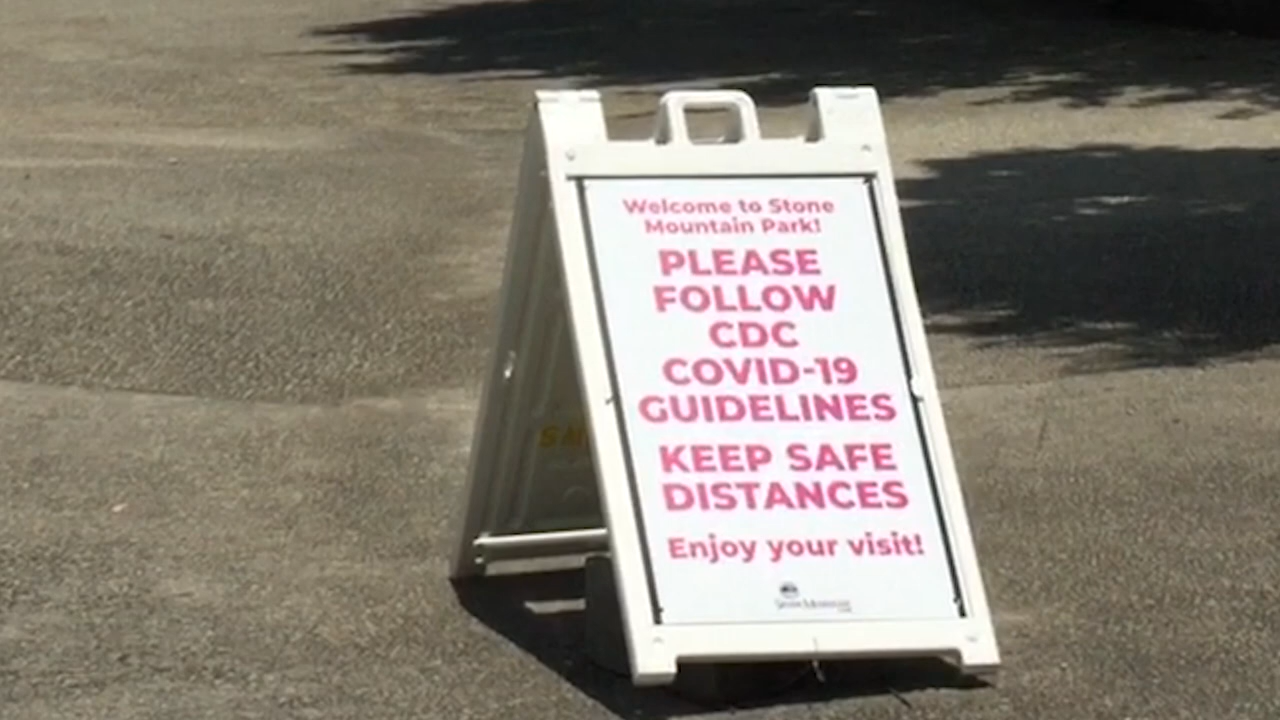 Welcome to Stone
Mountain Park!
PLEASE
FOLLOW
CDC
COVID-19
GUIDELINES
KEEP SAFE
DISTANCES
Enjoy your visit!